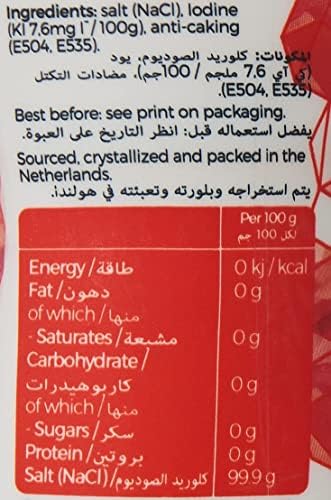 Ingredients: salt (NaCl), Iodine
(KI 7,6mg I⁻/100g), anti-caking
(E504, E535).
المكونات: كلوريد الصوديوم، يود
(ك أي 7,6 ملجم / 100جم)، مضادات التكتل
(E504, E535).
Best before: see print on packaging.
يفضل استعماله قبل: انظر التاريخ على العبوة.
Sourced, crystallized and packed in the
Netherlands.
يتم استخراجه وبلورته وتعبئته في هولندا.
Per 100 g
لكل 100 جم
Energy / طاقة 0 kj / kcal
Fat / دهون 0 g
of which / منها
- Saturates / مشبعة 0 g
Carbohydrate /
كاربوهيدرات 0 g
of which / منها
- Sugars / سكر 0 g
Protein / بروتين 0 g
Salt (NaCl) / كلوريد الصوديوم 99.9 g